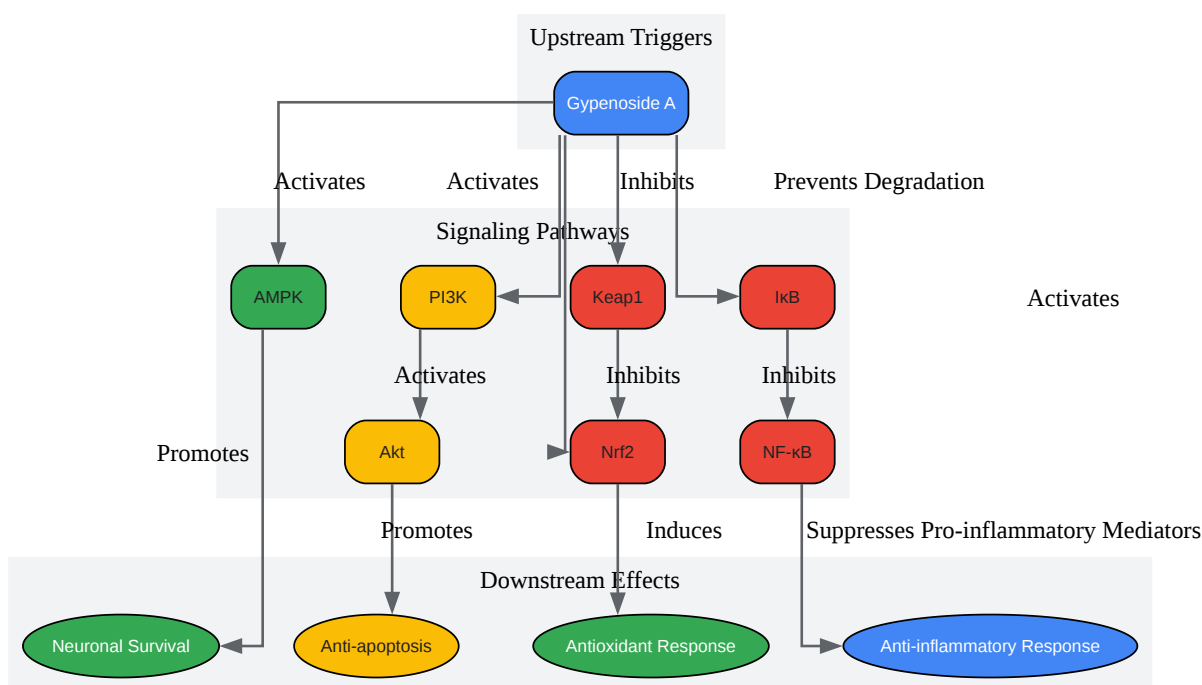 Upstream Triggers
Gypenoside A
Activates
Activates
Inhibits
Prevents Degradation
Signaling Pathways
AMPK
PI3K
Keap1
IκB
Activates
Activates
Inhibits
Inhibits
Promotes
Akt
Nrf2
NF-κB
Promotes
Induces
Suppresses Pro-inflammatory Mediators
Downstream Effects
Neuronal Survival
Anti-apoptosis
Antioxidant Response
Anti-inflammatory Response